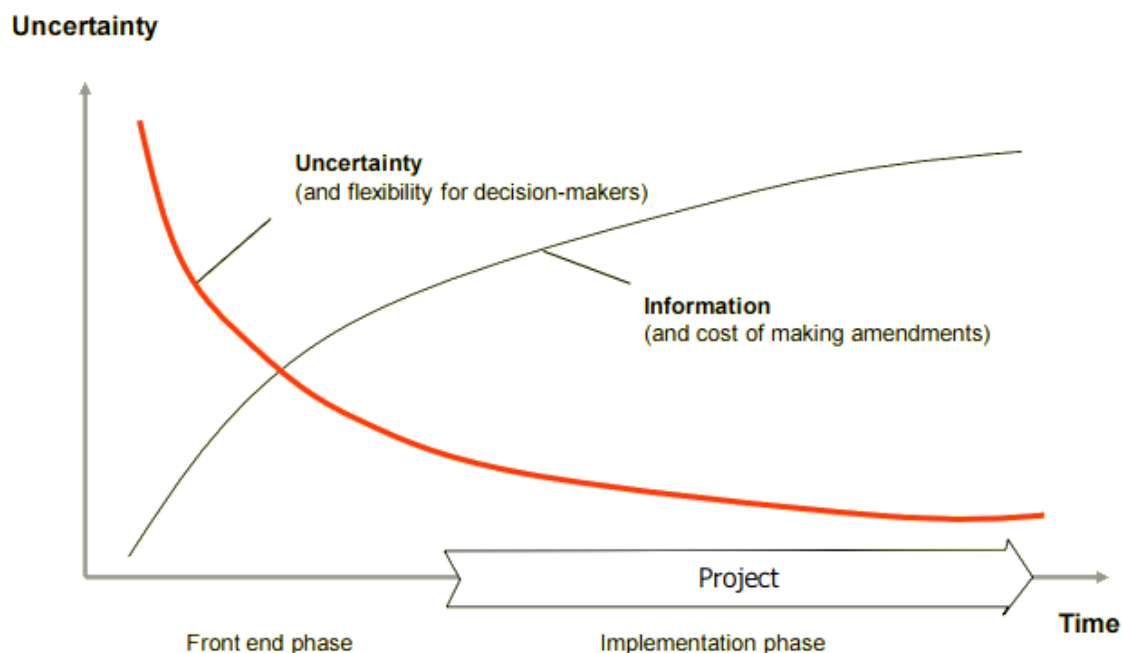 Uncertainty
Uncertainty
(and flexibility for decision-makers)
Information
(and cost of making amendments)
Project
Time
Front end phase
Implementation phase